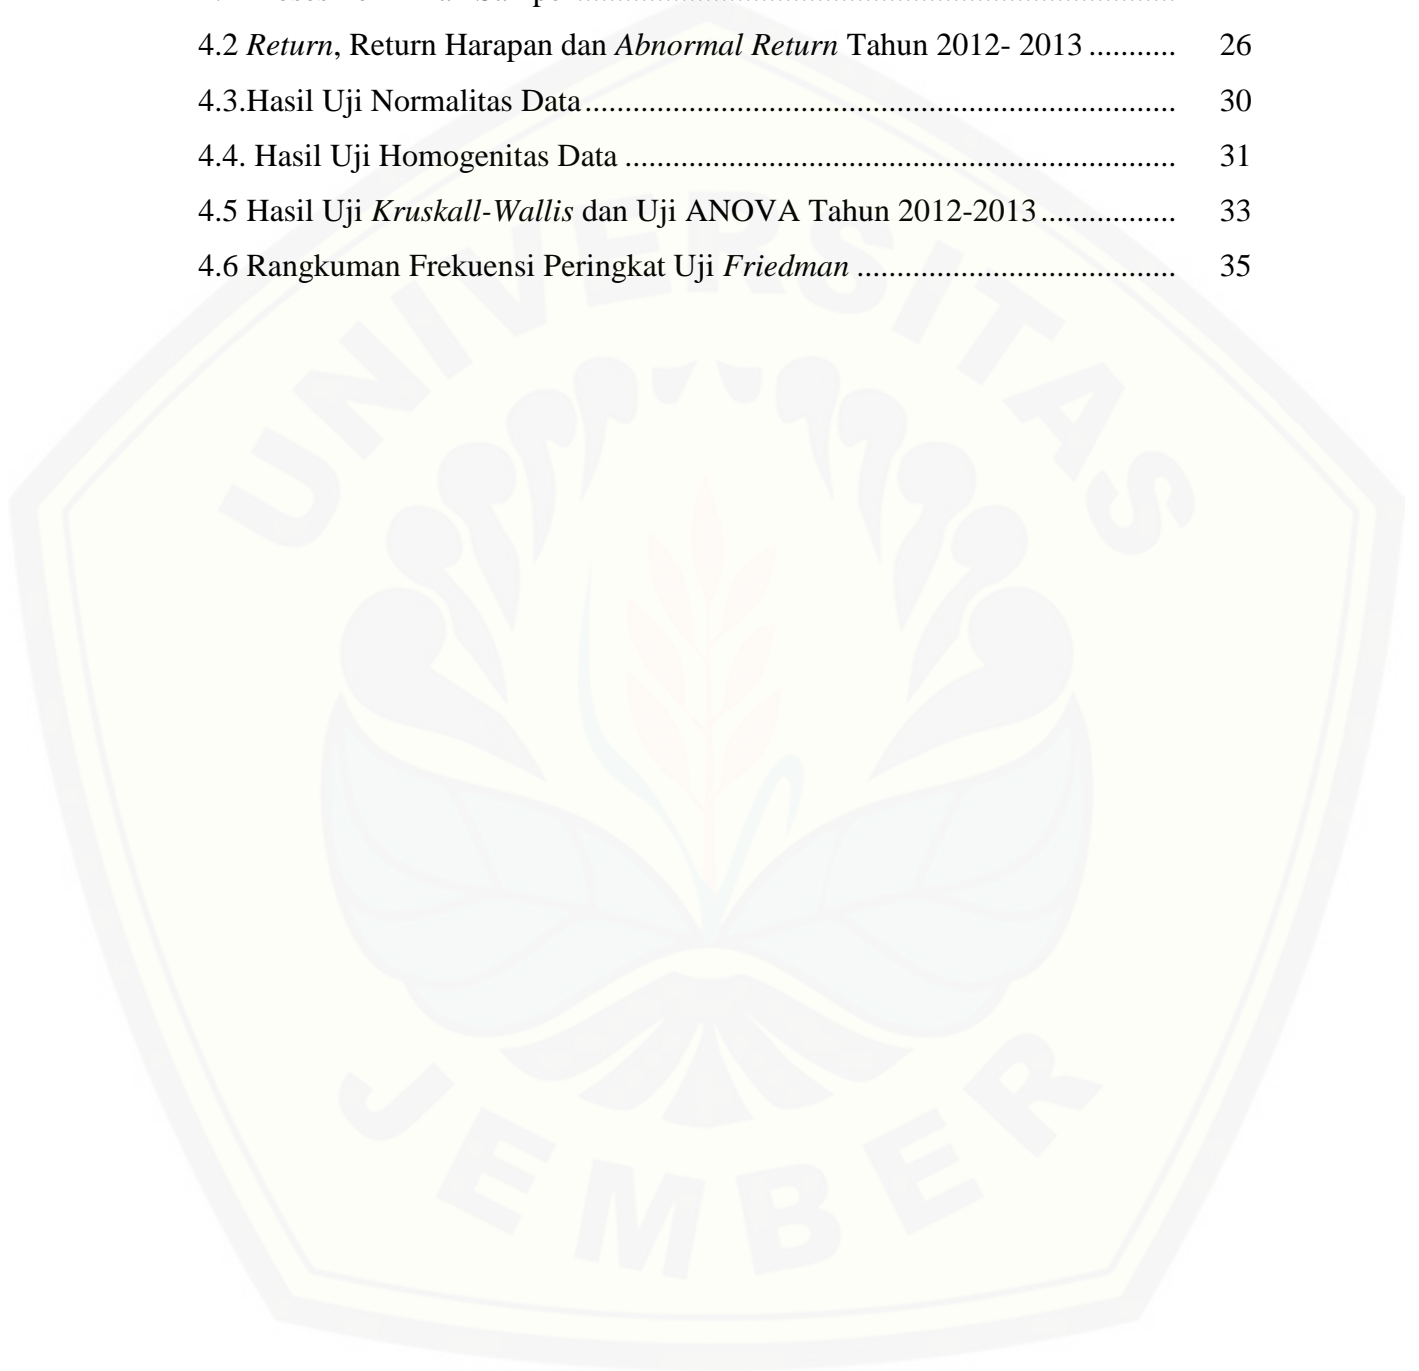 4.2 Return, Return Harapan dan Abnormal Return Tahun 2012- 2013 ........... 26
4.3.Hasil Uji Normalitas Data ......................................................................... 30
4.4. Hasil Uji Homogenitas Data .................................................................... 31
4.5 Hasil Uji Kruskall-Wallis dan Uji ANOVA Tahun 2012-2013 ................. 33
4.6 Rangkuman Frekuensi Peringkat Uji Friedman ....................................... 35
UNIVERSITAS
JEMBER